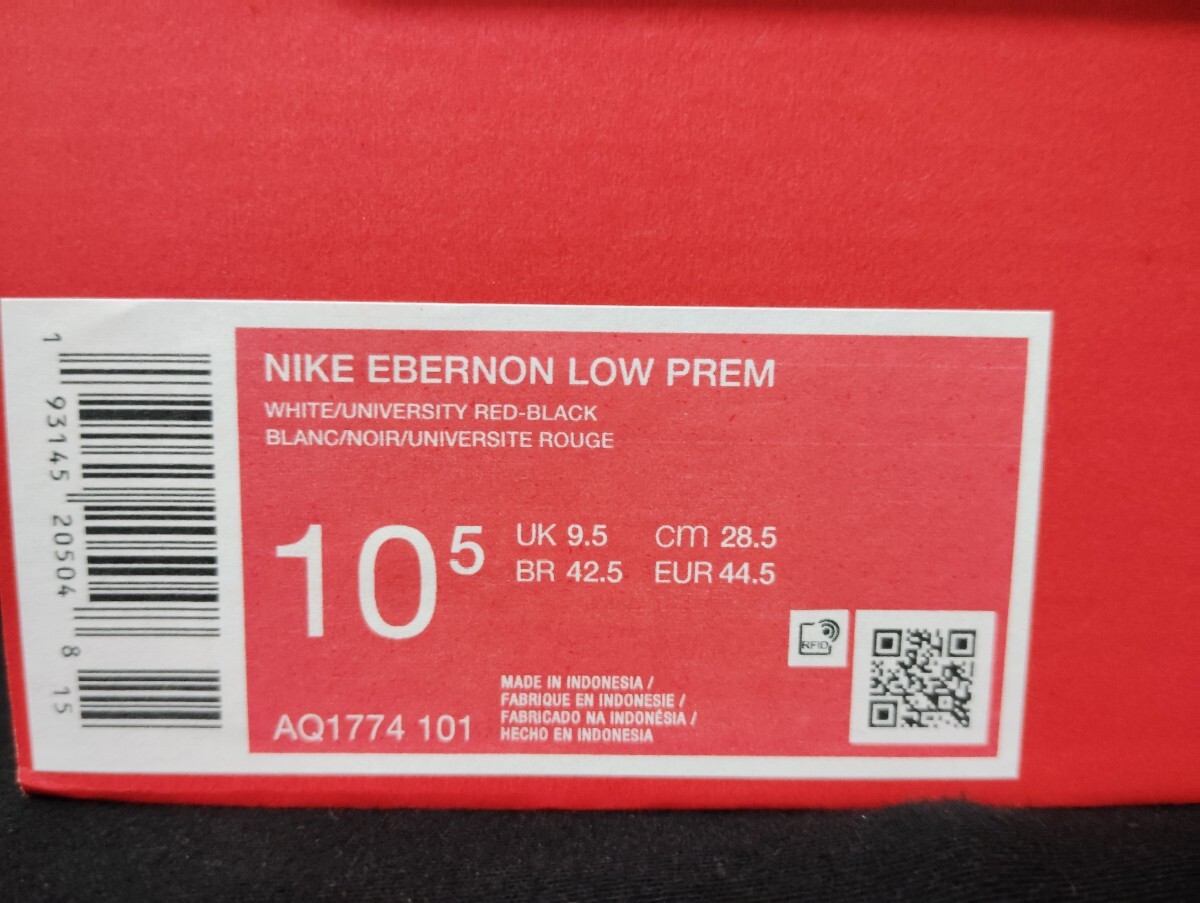 NIKE EBERNON LOW PREM
WHITE/UNIVERSITY RED-BLACK
BLANC/NOIR/UNIVERSITE ROUGE
10 5
UK 9.5 cm 28.5
BR 42.5 EUR 44.5
RFID
MADE IN INDONESIA /
FABRIQUE EN INDONESIE /
FABRICADO NA INDONÉSIA /
HECHO EN INDONESIA
AQ1774 101
1 93145 20504 8 15